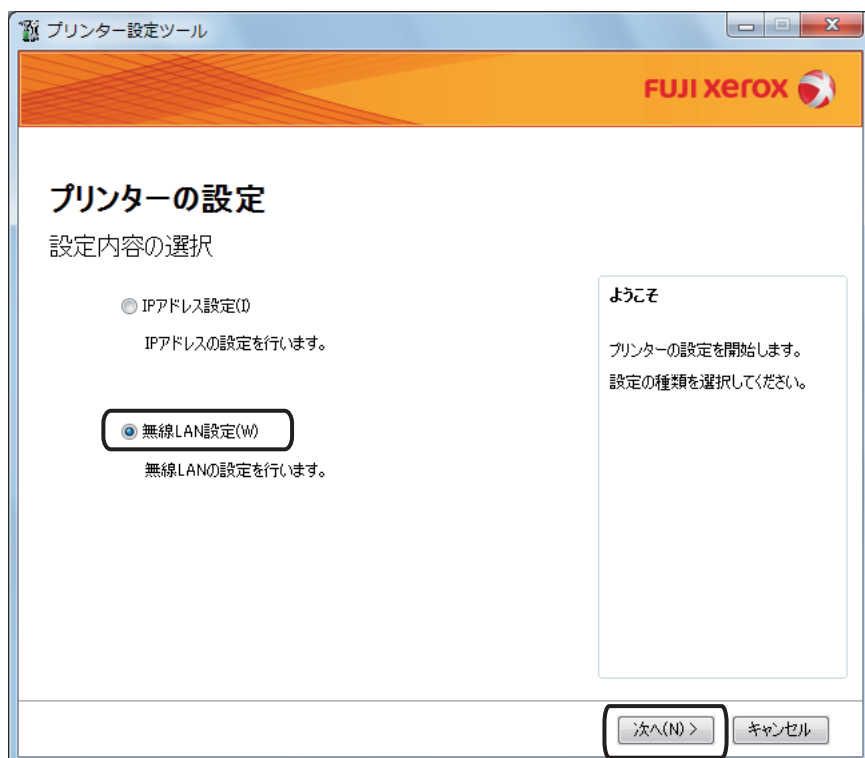 プリンター設定ツール
FUJI xerox
プリンターの設定
設定内容の選択
IPアドレス設定(I)
IPアドレスの設定を行います。
無線LAN設定(W)
無線LANの設定を行います。
ようこそ
プリンターの設定を開始します。
設定の種類を選択してください。
次へ(N) >
キャンセル